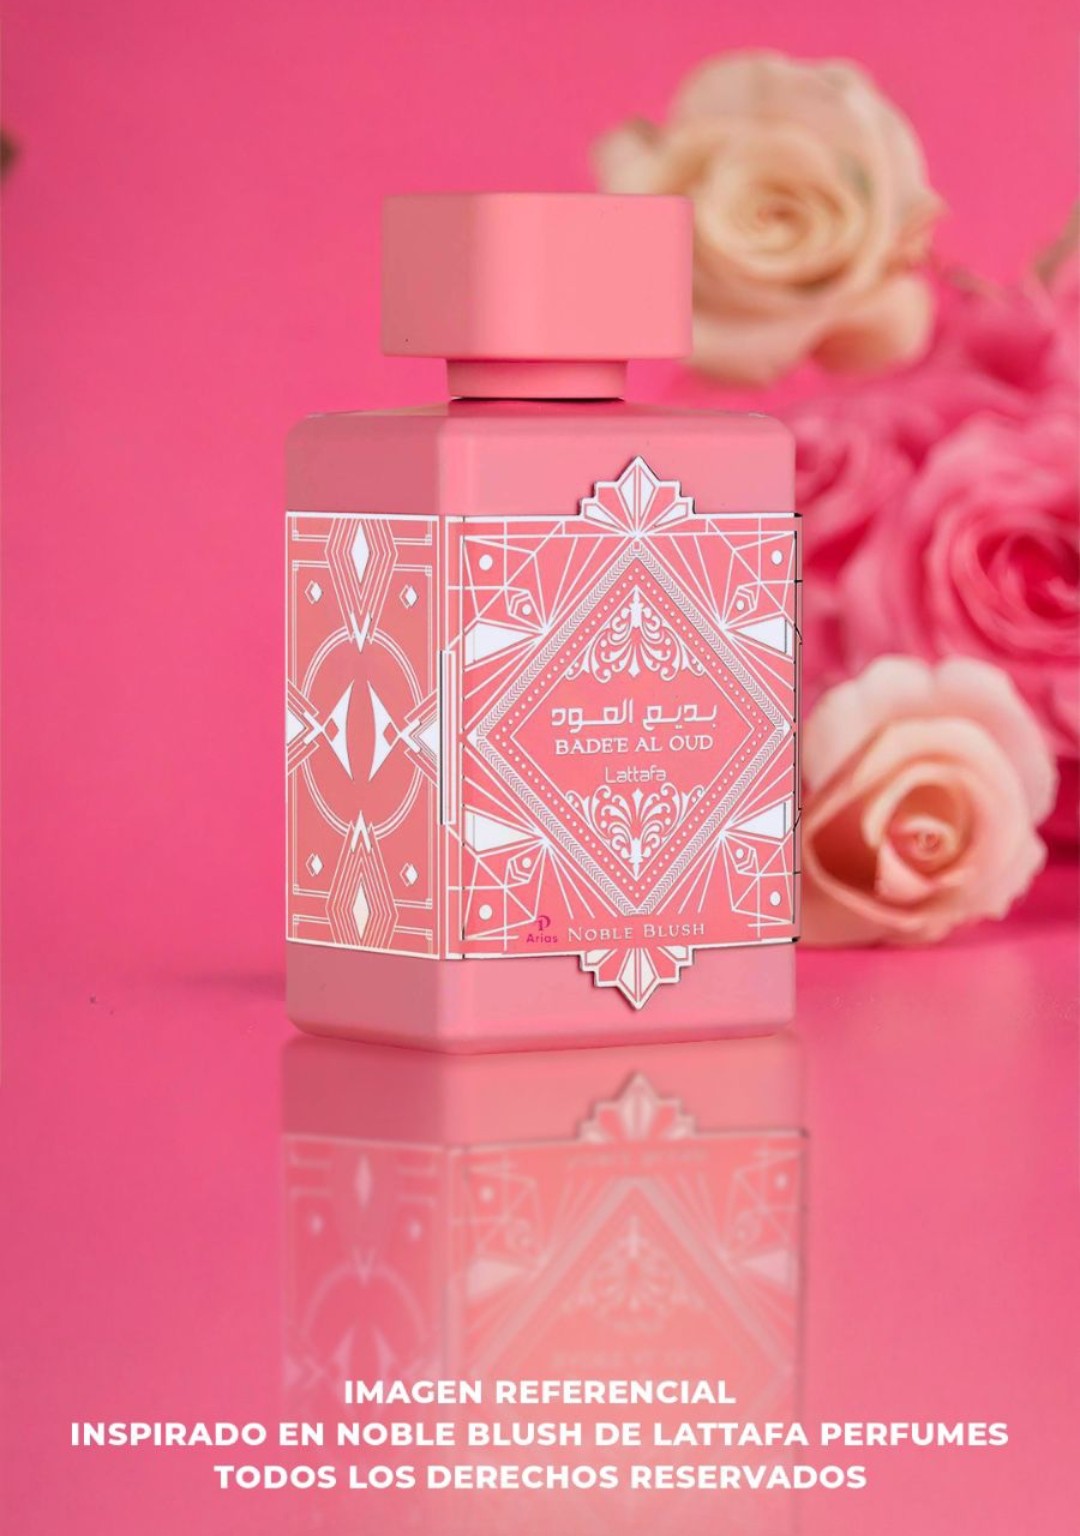 بديع العود
BADE'E AL OUD
Lattafa
Arias
NOBLE BLUSH
IMAGEN REFERENCIAL
INSPIRADO EN NOBLE BLUSH DE LATTAFA PERFUMES
TODOS LOS DERECHOS RESERVADOS